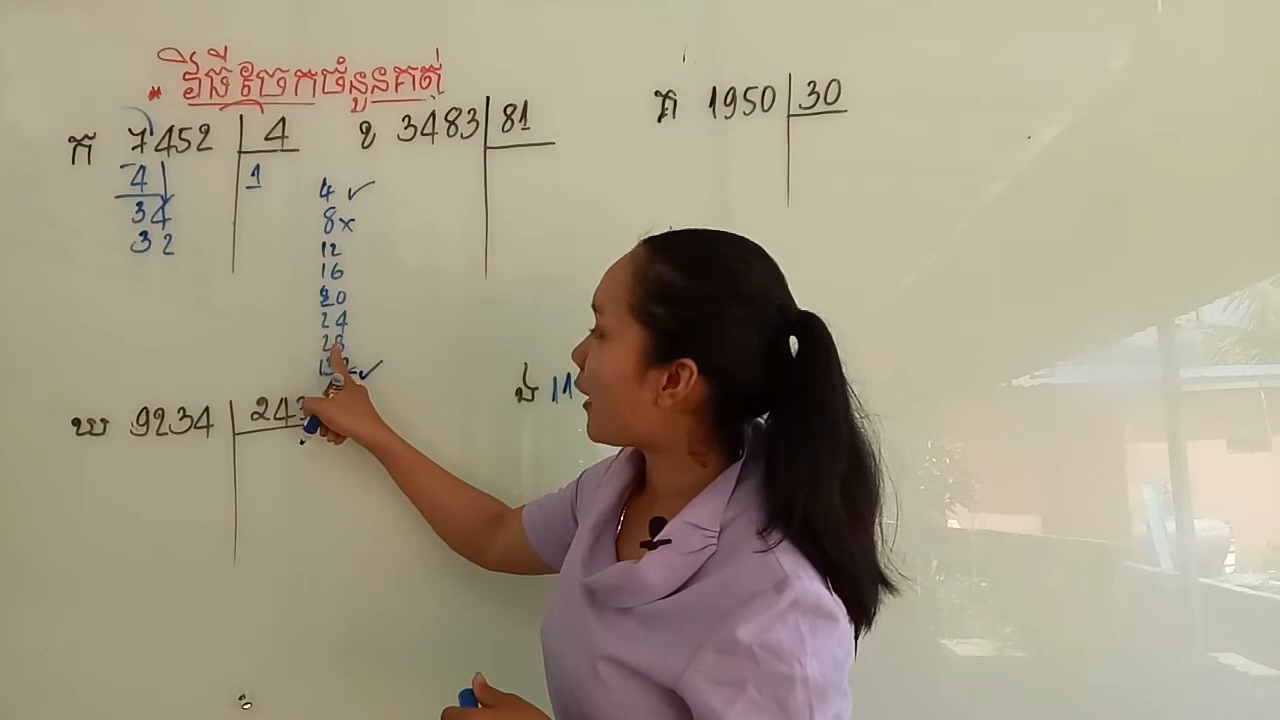 * វិធីចែកចំនួនគត់
ក 7452 4
4 1
34
32
4 ✓
8 x
12
16
20
24
28
✓
ខ 3483 81
គ 1950 30
ឃ 9234 243
ង 11